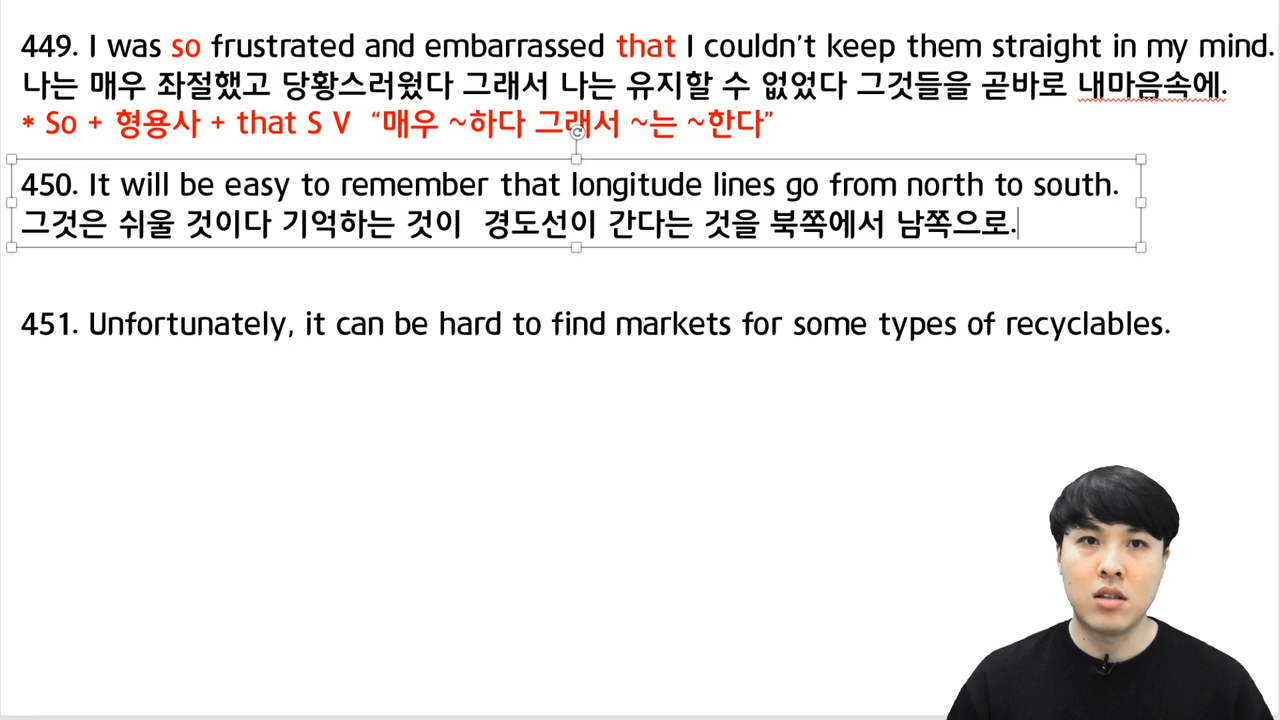 449. I was so frustrated and embarrassed that I couldn't keep them straight in my mind.
나는 매우 좌절했고 당황스러웠다 그래서 나는 유지할 수 없었다 그것들을 곧바로 내마음속에.
* So + 형용사 + that S V “매우 ~하다 그래서 ~는 ~한다”
450. It will be easy to remember that longitude lines go from north to south.
그것은 쉬울 것이다 기억하는 것이 경도선이 간다는 것을 북쪽에서 남쪽으로.
451. Unfortunately, it can be hard to find markets for some types of recyclables.